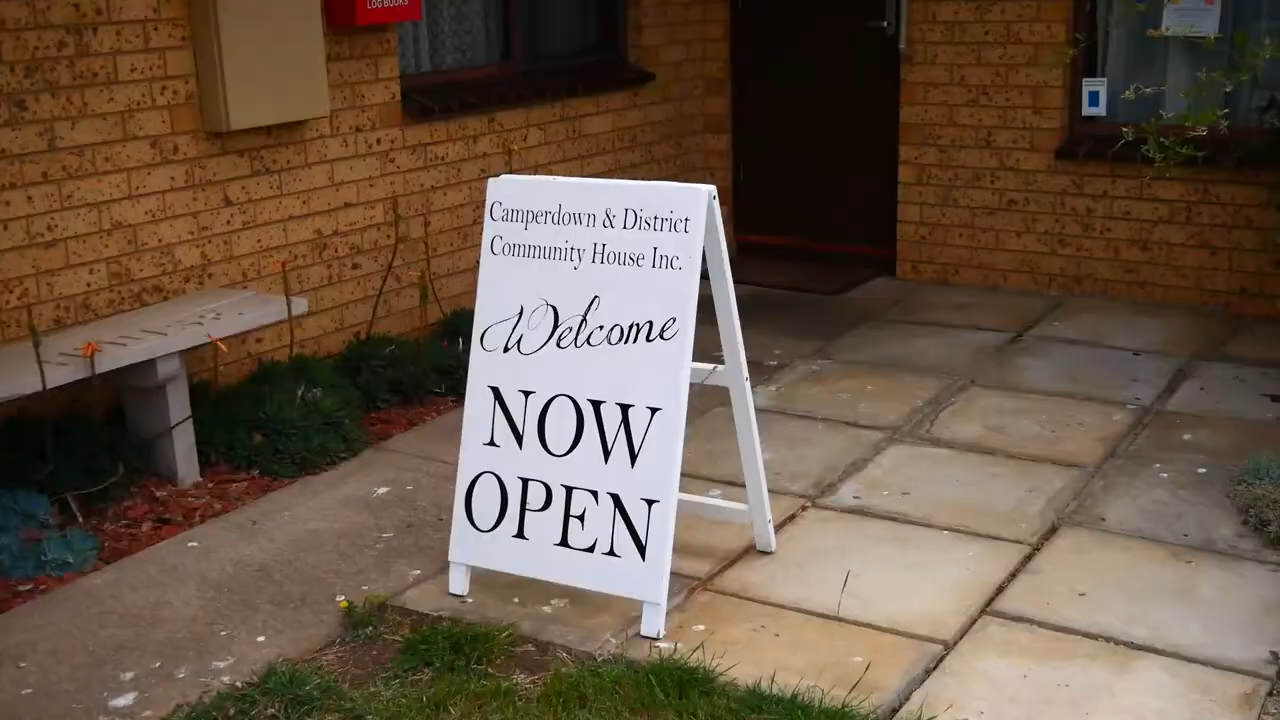 LOG BOOKS
Camperdown & District
Community House Inc.
Welcome
NOW
OPEN